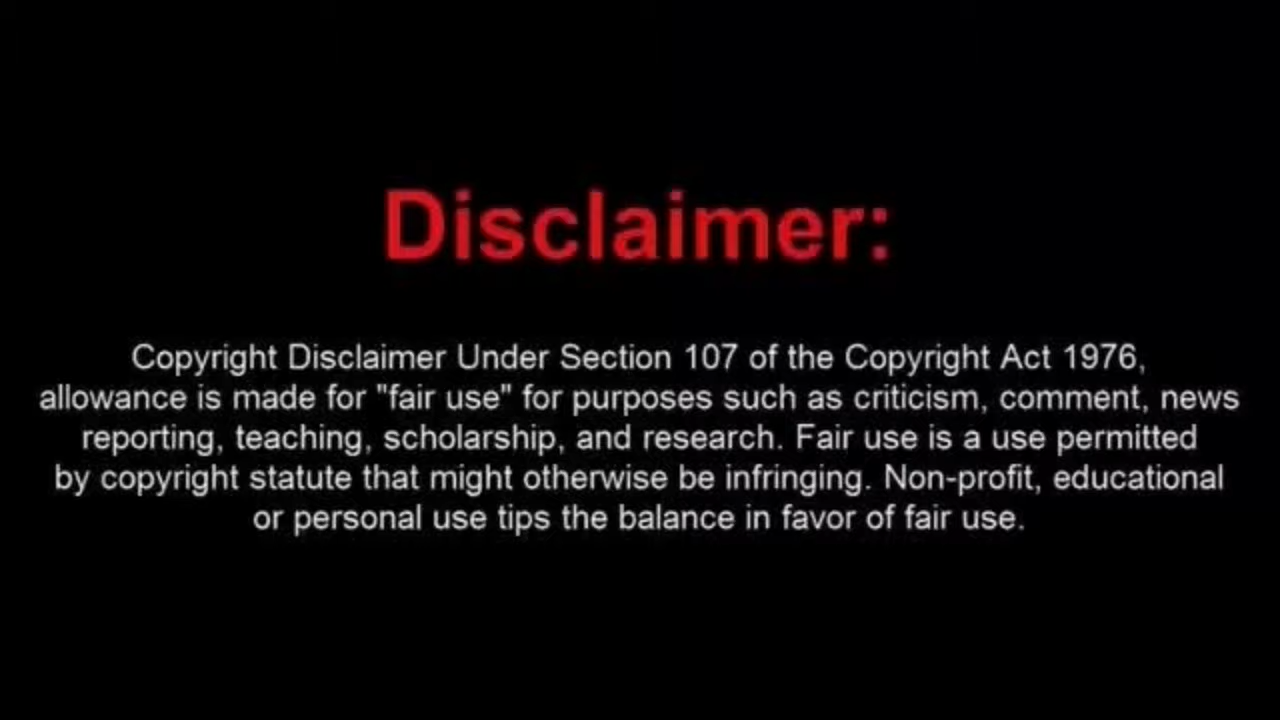 Disclaimer:
Copyright Disclaimer Under Section 107 of the Copyright Act 1976,
allowance is made for "fair use" for purposes such as criticism, comment, news
reporting, teaching, scholarship, and research. Fair use is a use permitted
by copyright statute that might otherwise be infringing. Non-profit, educational
or personal use tips the balance in favor of fair use.